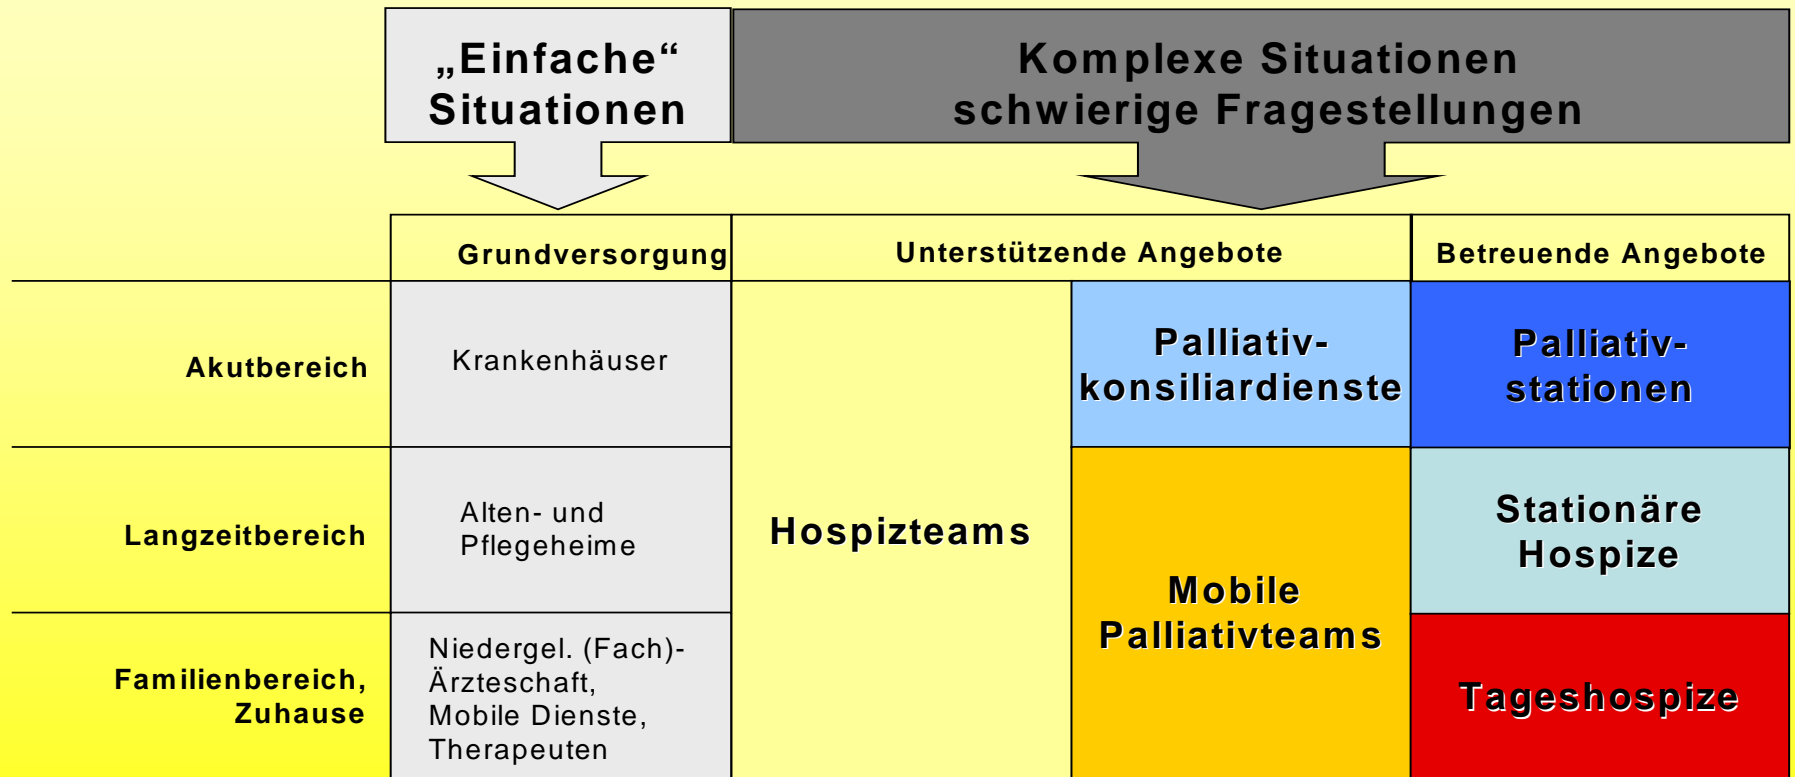 „Einfache“
Situationen
Komplexe Situationen
schwierige Fragestellungen
Grundversorgung
Unterstützende Angebote
Betreuende Angebote
Akutbereich
Krankenhäuser
Palliativ-
konsiliardienste
Palliativ-
stationen
Langzeitbereich
Alten- und
Pflegeheime
Hospizteams
Mobile
Palliativteams
Stationäre
Hospize
Familienbereich,
Zuhause
Niedergel. (Fach)-
Ärzteschaft,
Mobile Dienste,
Therapeuten
Tageshospize